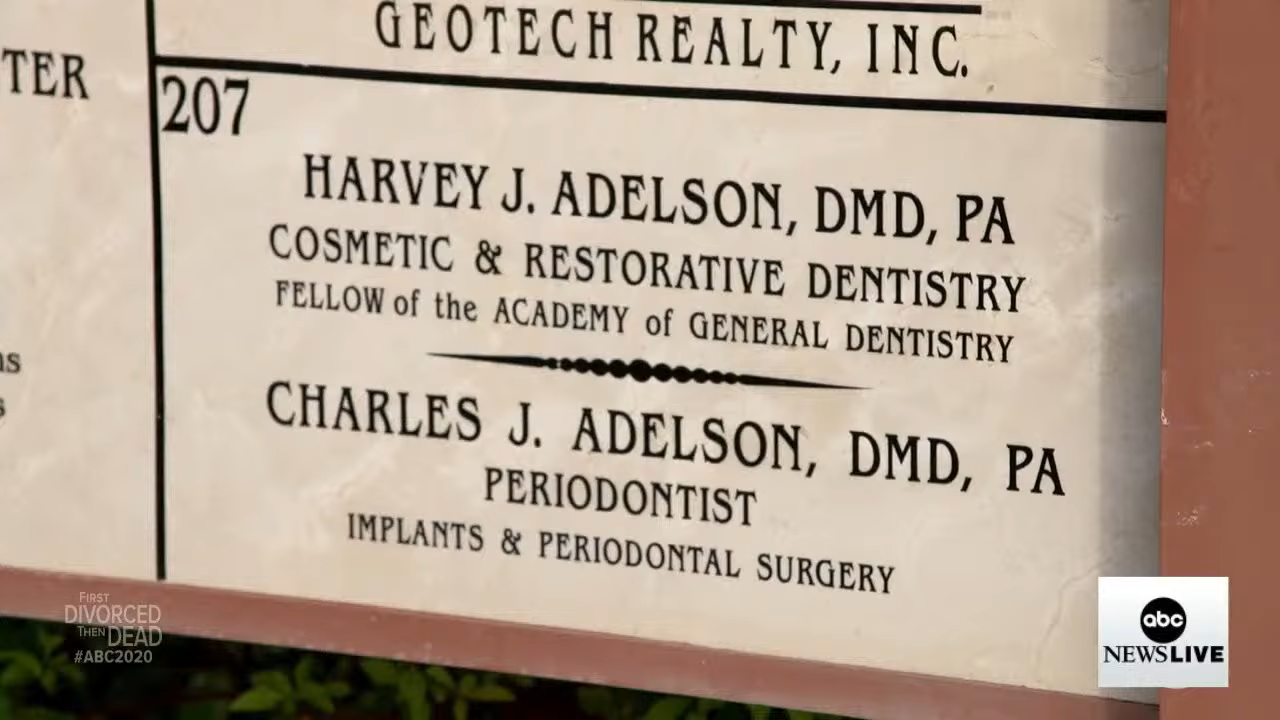 GEOTECH REALTY, INC.
TER
207
HARVEY J. ADELSON, DMD, PA
COSMETIC & RESTORATIVE DENTISTRY
FELLOW of the ACADEMY of GENERAL DENTISTRY
CHARLES J. ADELSON, DMD, PA
PERIODONTIST
IMPLANTS & PERIODONTAL SURGERY
FIRST
DIVORCED
THEN DEAD
#ABC2020
abc
NEWSLIVE